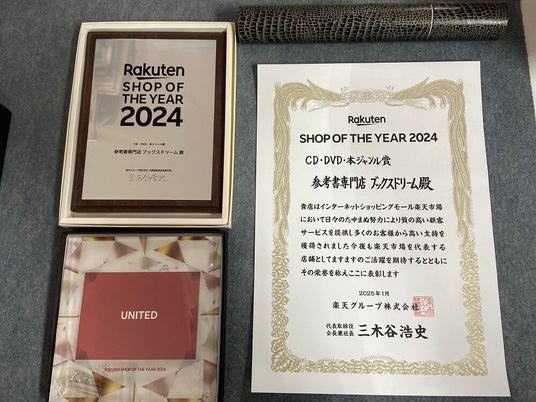 Rakuten
SHOP OF
THE YEAR
2024
CD・DVD・本ジャンル賞
参考書専門店 ブックスドリーム 殿
UNITED
Rakuten SHOP OF THE YEAR 2024
Rakuten
SHOP OF THE YEAR 2024
CD・DVD・本ジャンル賞
参考書専門店 ブックスドリーム殿
貴店はインターネットショッピングモール楽天市場
において日々のたゆまぬ努力により質の高い顧客
サービスを提供し多くのお客様から高い支持を
獲得されました今後も楽天市場を代表する
店舗としてますますのご活躍を期待するとともに
その栄誉を称えここに表彰します
2025年1月
楽天グループ株式会社
代表取締役
会長兼社長
三木谷浩史